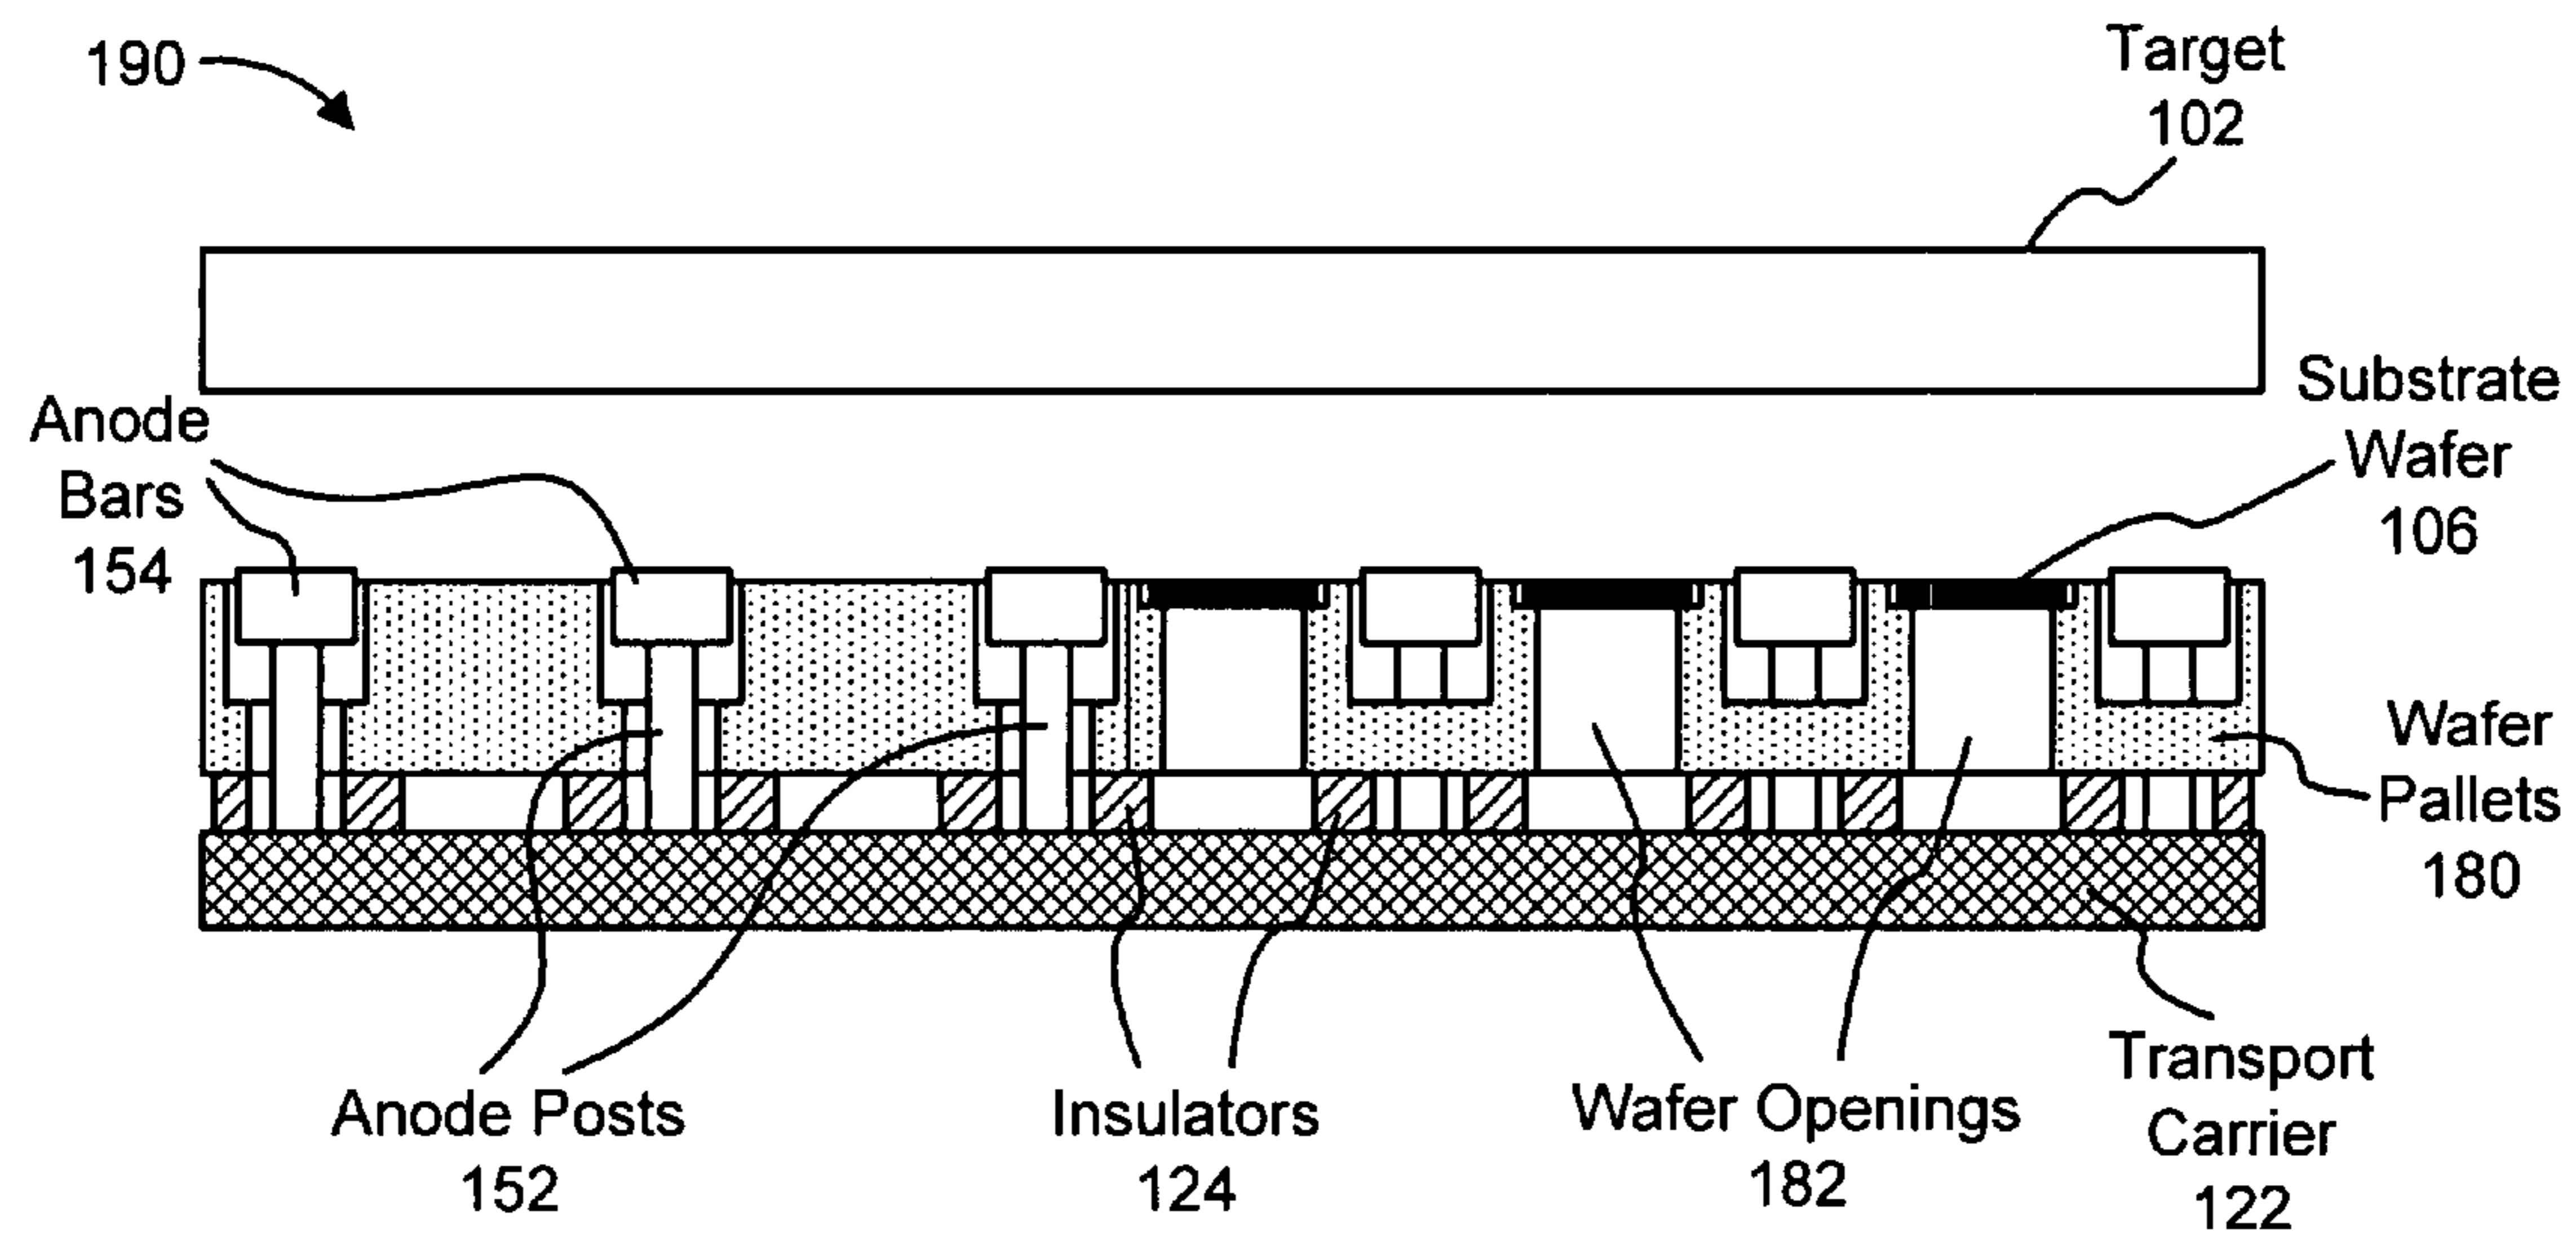 190
Target
102
Anode
Bars
154
Substrate
Wafer
106
Wafer
Pallets
180
Anode Posts
152
Insulators
124
Wafer Openings
182
Transport
Carrier
122